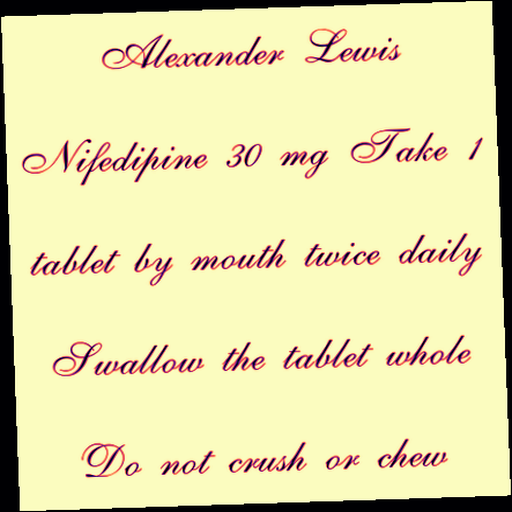 Alexander Lewis
Nifedipine 30 mg Take 1
tablet by mouth twice daily
Swallow the tablet whole
Do not crush or chew